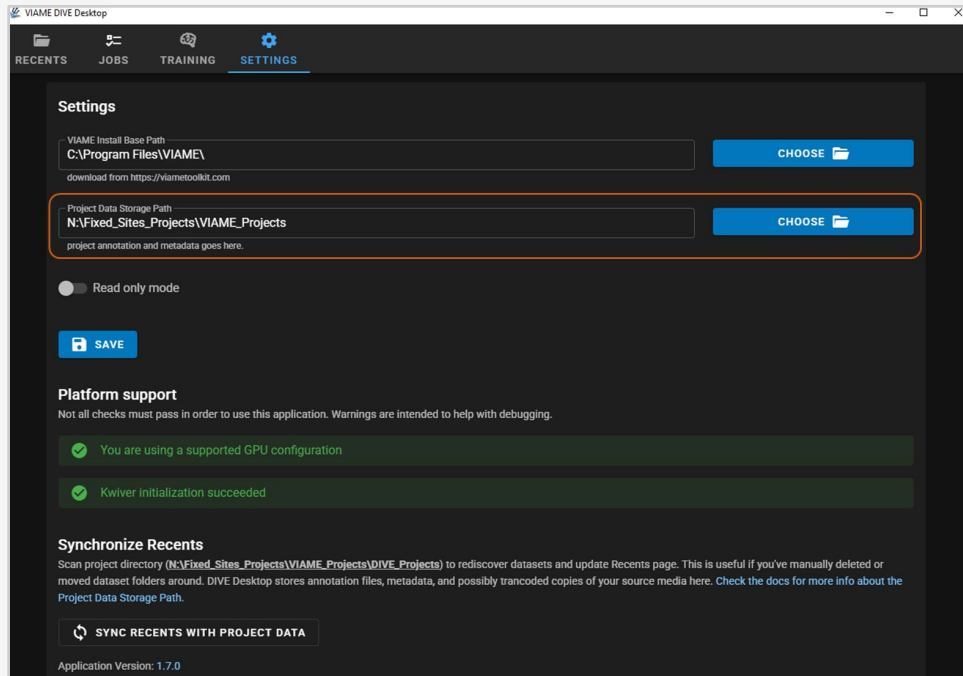 VIAME DIVE Desktop
RECENTS JOBS TRAINING SETTINGS
Settings
VIAME Install Base Path
C:\Program Files\VIAME\
CHOOSE
download from https://viametoolkit.com
Project Data Storage Path
N:\Fixed_Sites_Projects\VIAME_Projects
CHOOSE
project annotation and metadata goes here.
Read only mode
SAVE
Platform support
Not all checks must pass in order to use this application. Warnings are intended to help with debugging.
You are using a supported GPU configuration
Kwiver initialization succeeded
Synchronize Recents
Scan project directory (N:\Fixed_Sites_Projects\VIAME_Projects\DIVE_Projects) to rediscover datasets and update Recents page. This is useful if you've manually deleted or
moved dataset folders around. DIVE Desktop stores annotation files, metadata, and possibly trancoded copies of your source media here. Check the docs for more info about the
Project Data Storage Path.
SYNC RECENTS WITH PROJECT DATA
Application Version: 1.7.0